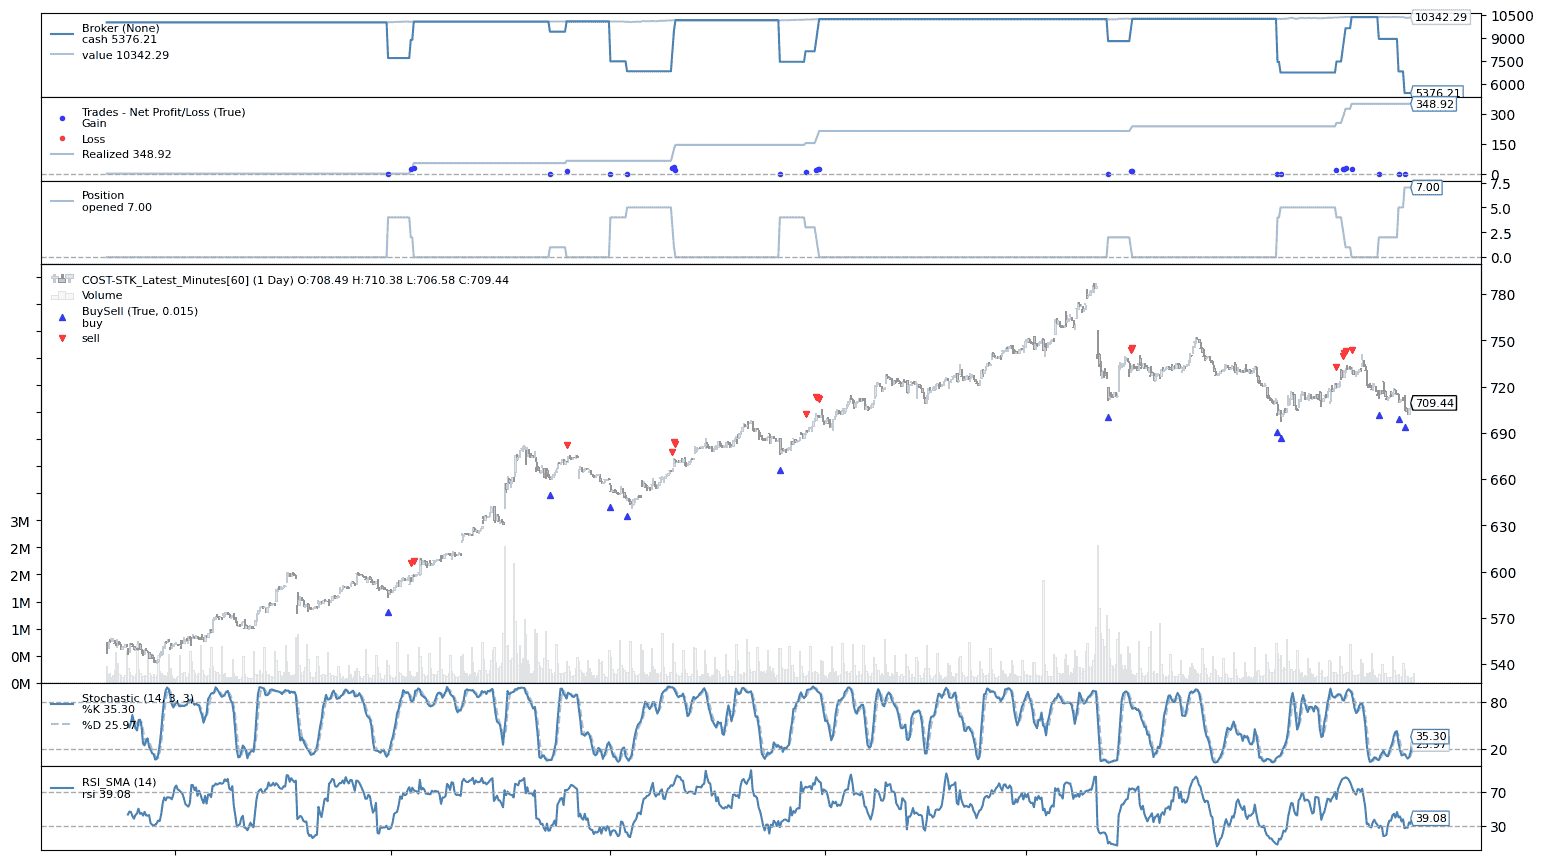 Broker (None)
cash 5376.21
value 10342.29
10342.29
5376.21
10500
9000
7500
6000
Trades - Net Profit/Loss (True)
Gain
Loss
Realized 348.92
348.92
300
150
0
Position
opened 7.00
7.00
7.5
5.0
2.5
0.0
COST-STK_Latest_Minutes[60] (1 Day) O:708.49 H:710.38 L:706.58 C:709.44
Volume
BuySell (True, 0.015)
buy
sell
780
750
720
709.44
690
660
630
600
570
540
3M
2M
2M
1M
1M
0M
0M
Stochastic (14, 3, 3)
%K 35.30
%D 25.97
80
35.30
25.97
20
RSI_SMA (14)
rsi 39.08
70
39.08
30